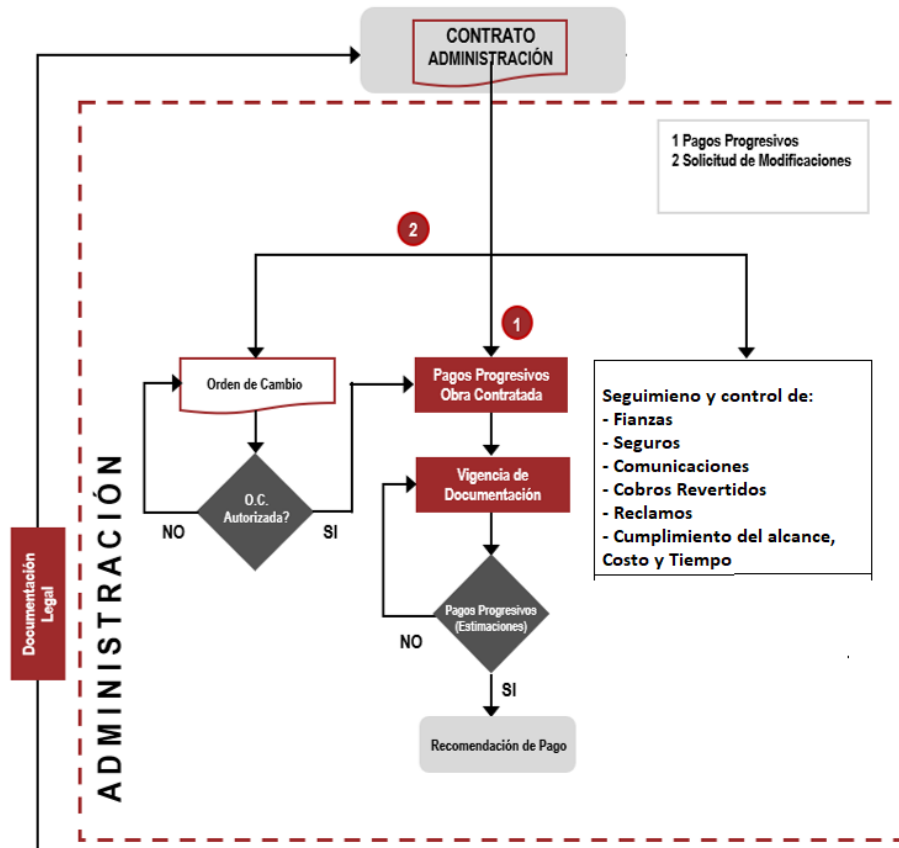 CONTRATO
ADMINISTRACIÓN
1 Pagos Progresivos
2 Solicitud de Modificaciones
2
1
Orden de Cambio
Pagos Progresivos
Obra Contratada
Seguimieno y control de:
- Fianzas
- Seguros
- Comunicaciones
- Cobros Revertidos
- Reclamos
- Cumplimiento del alcance,
Costo y Tiempo
O.C.
Autorizada?
NO
SI
Vigencia de
Documentación
Pagos Progresivos
(Estimaciones)
NO
SI
Recomendación de Pago
ADMINISTRACIÓN
Documentación
Legal